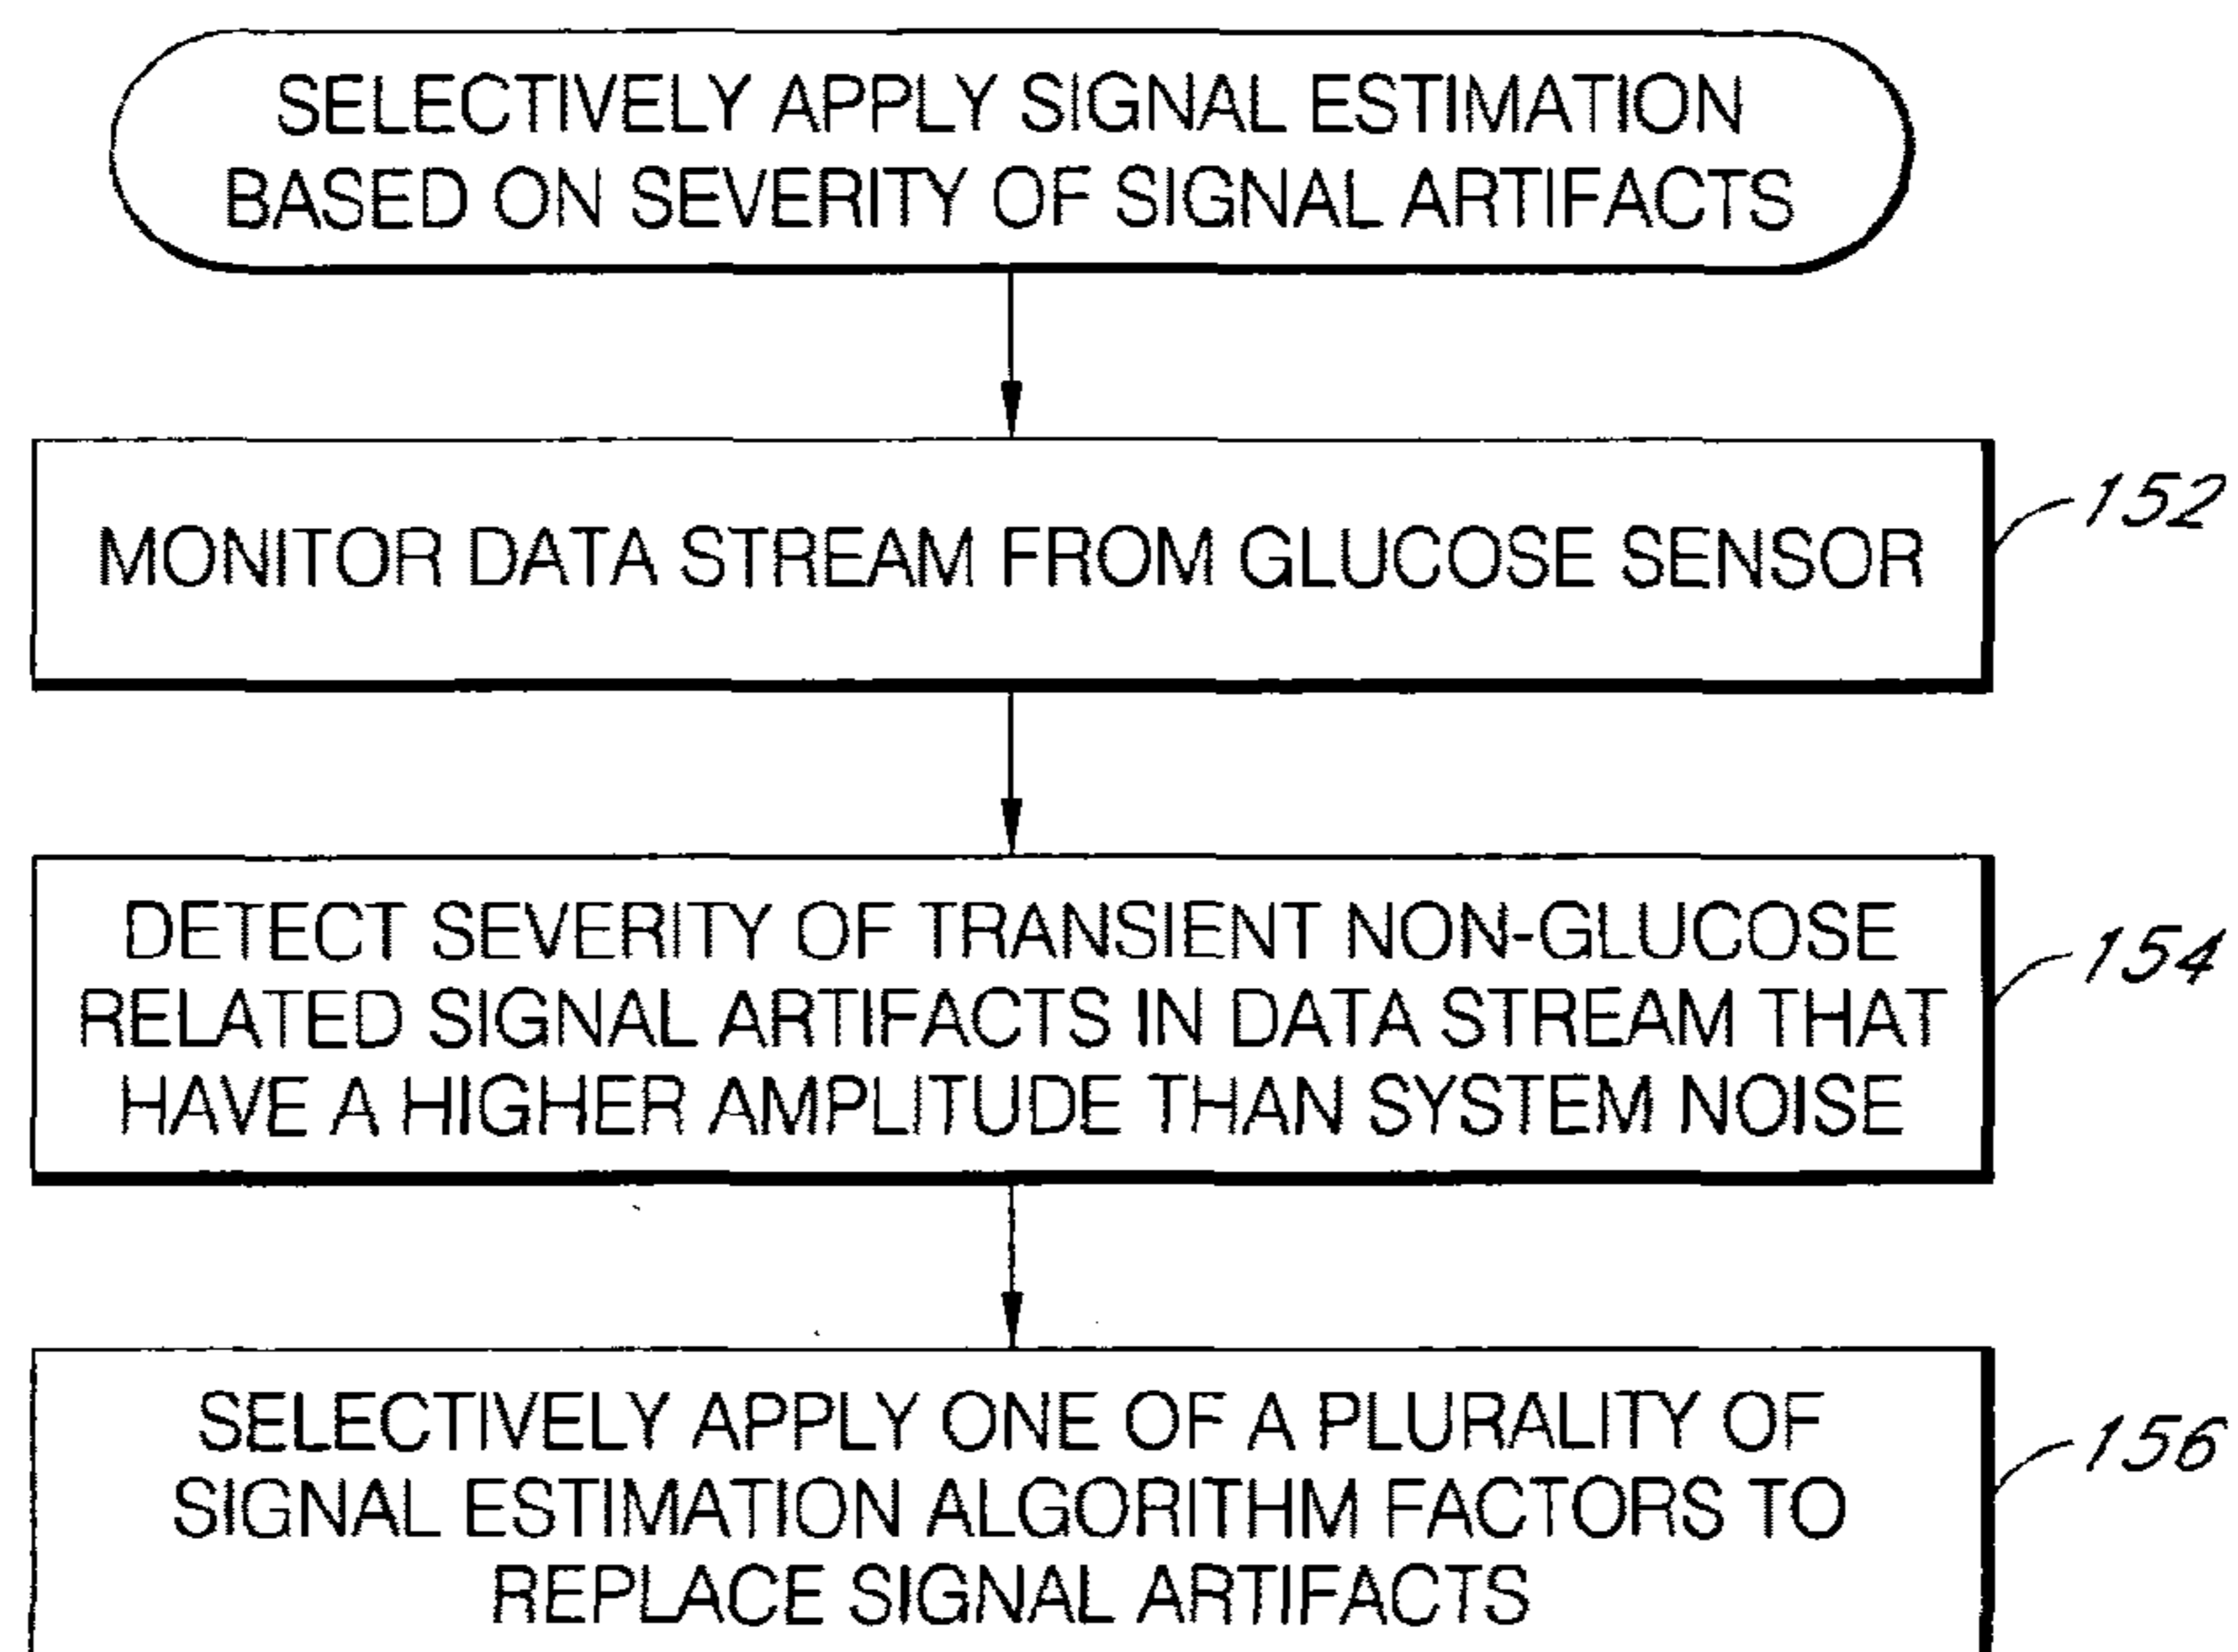 SELECTIVELY APPLY SIGNAL ESTIMATION
BASED ON SEVERITY OF SIGNAL ARTIFACTS
MONITOR DATA STREAM FROM GLUCOSE SENSOR
152
DETECT SEVERITY OF TRANSIENT NON-GLUCOSE
RELATED SIGNAL ARTIFACTS IN DATA STREAM THAT
HAVE A HIGHER AMPLITUDE THAN SYSTEM NOISE
154
SELECTIVELY APPLY ONE OF A PLURALITY OF
SIGNAL ESTIMATION ALGORITHM FACTORS TO
REPLACE SIGNAL ARTIFACTS
156